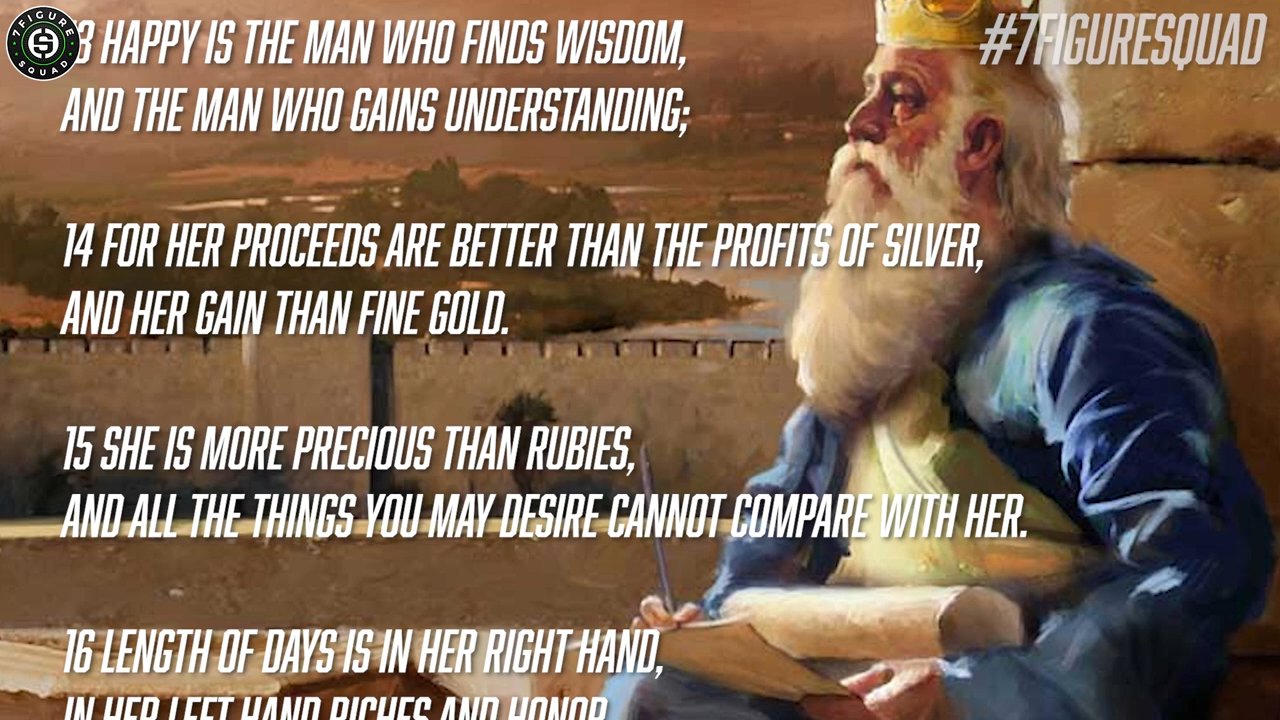 7FIGURE
SQUAD
#7FIGURESQUAD
3 HAPPY IS THE MAN WHO FINDS WISDOM,
AND THE MAN WHO GAINS UNDERSTANDING;
14 FOR HER PROCEEDS ARE BETTER THAN THE PROFITS OF SILVER,
AND HER GAIN THAN FINE GOLD.
15 SHE IS MORE PRECIOUS THAN RUBIES,
AND ALL THE THINGS YOU MAY DESIRE CANNOT COMPARE WITH HER.
16 LENGTH OF DAYS IS IN HER RIGHT HAND,
IN HER LEFT HAND RICHES AND HONOR